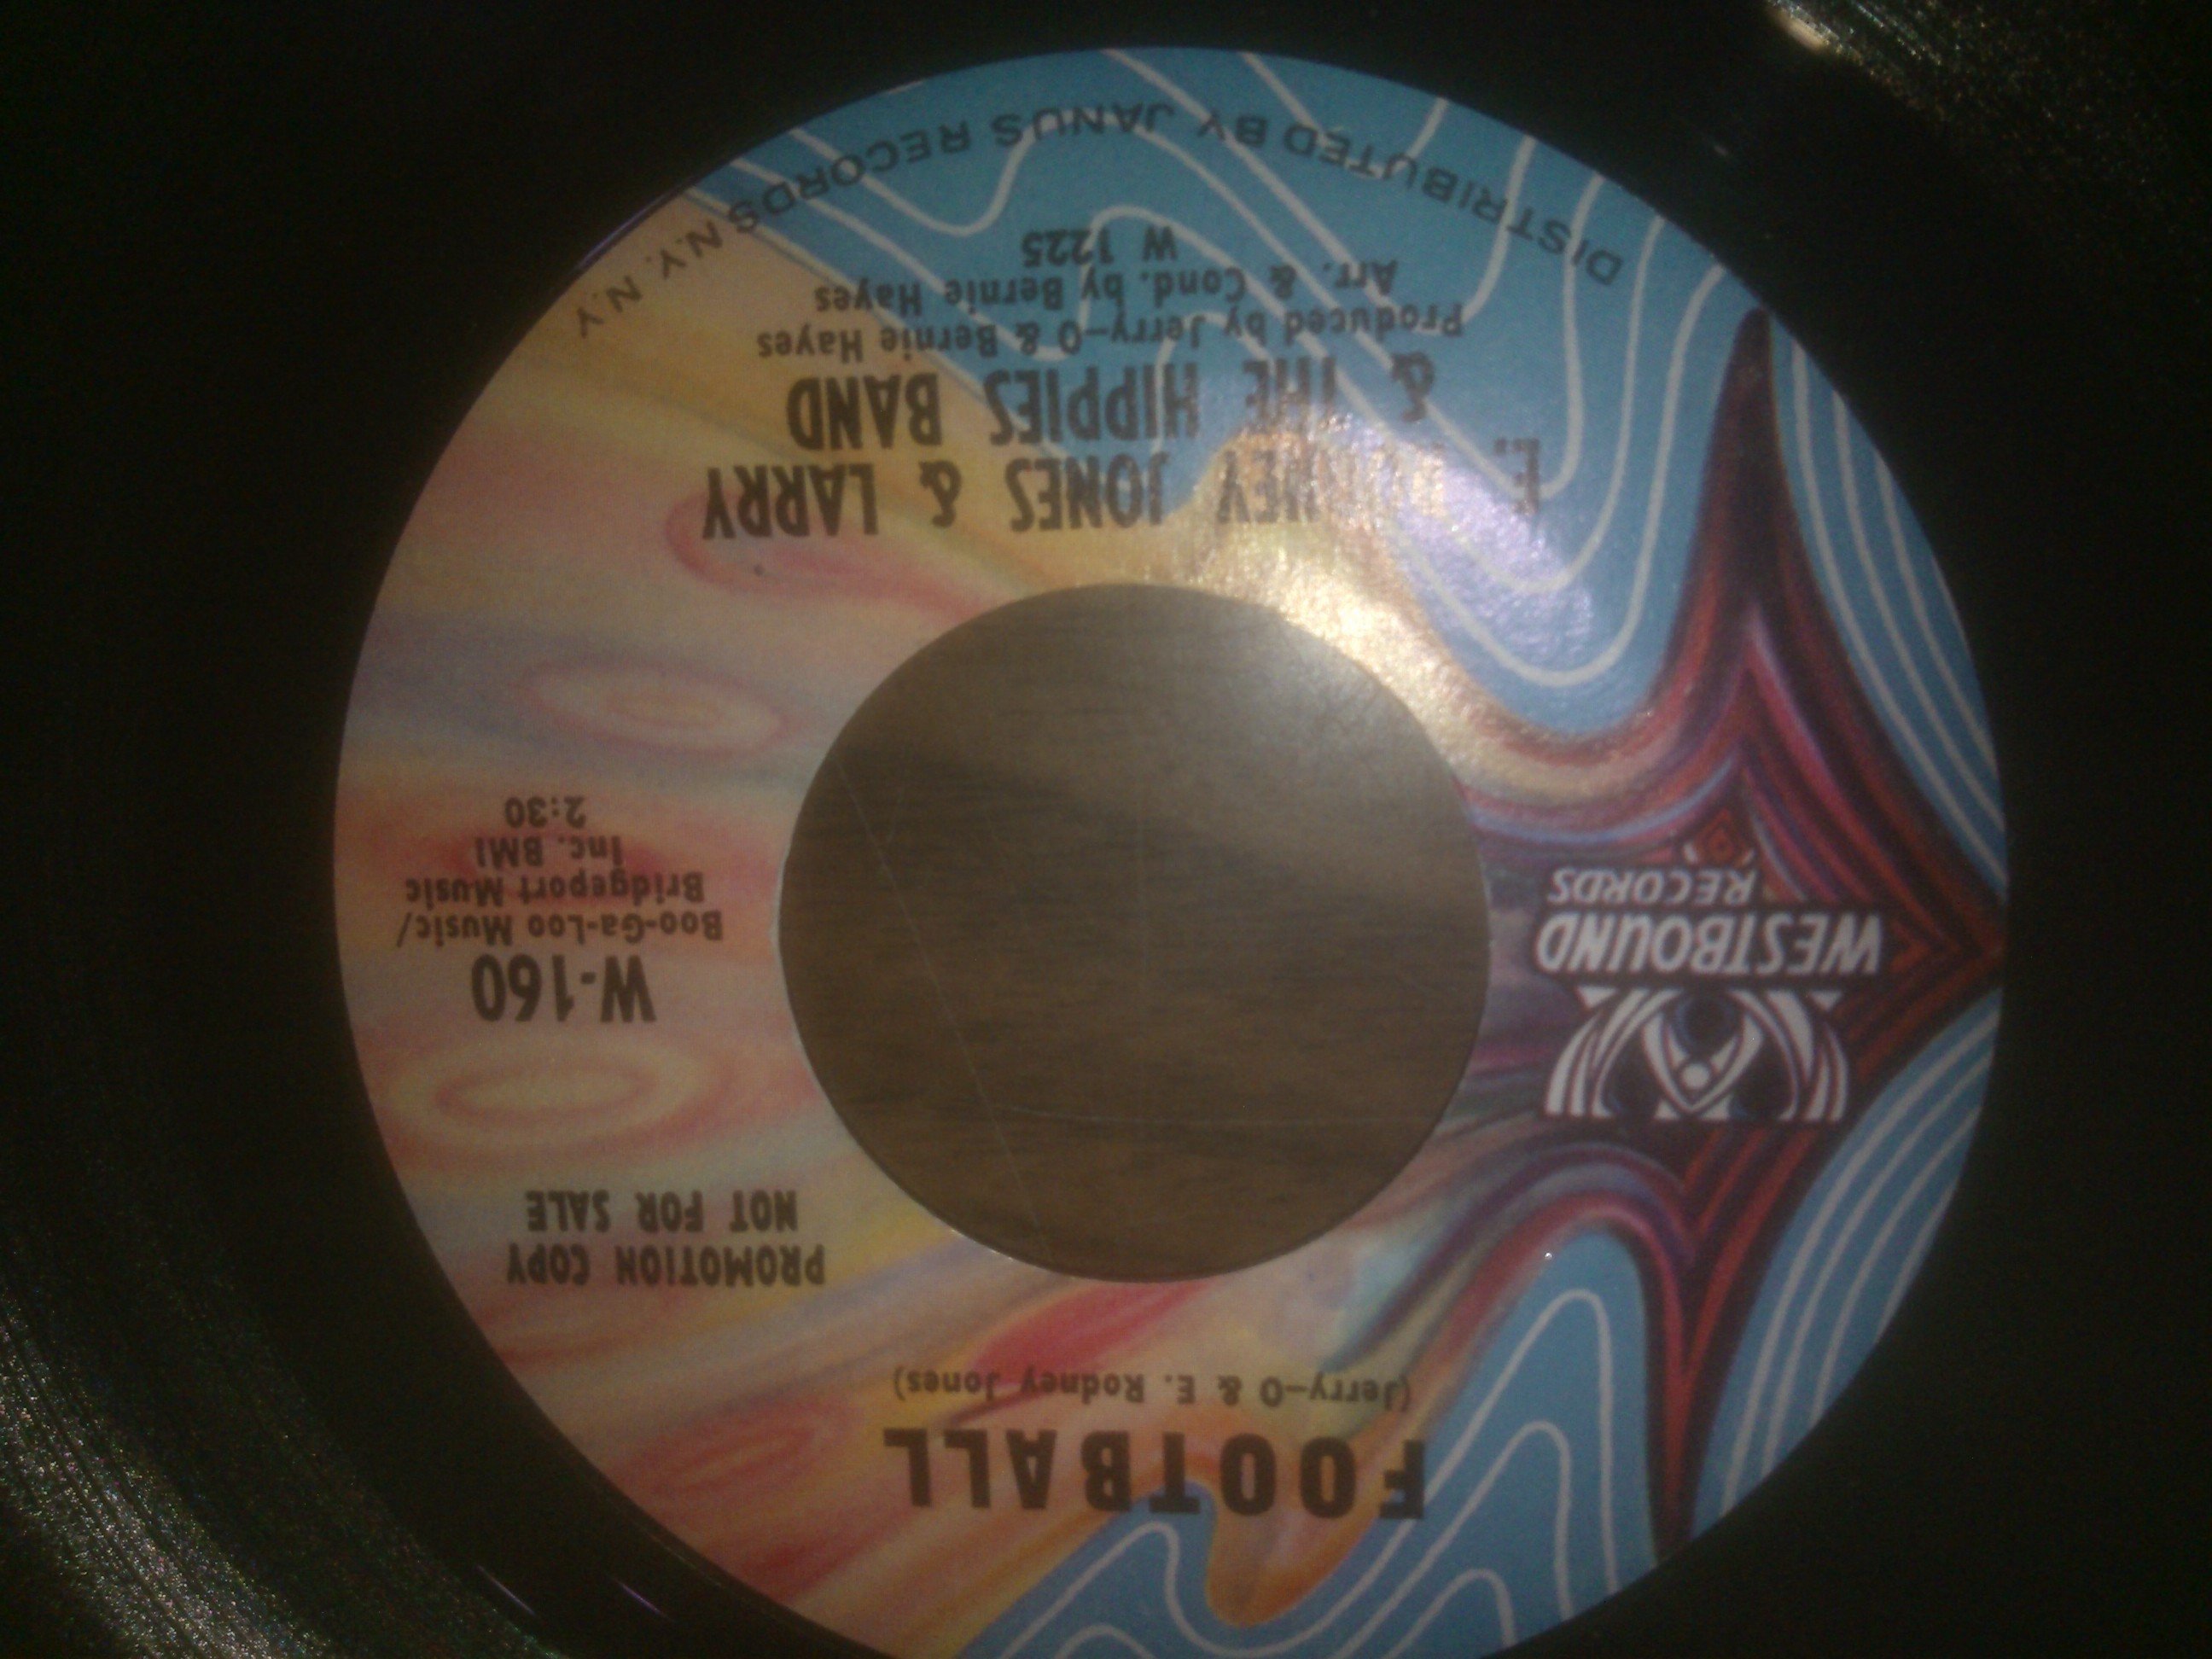 FOOTBALL
(Jerry-O & E. Rodney Jones)
PROMOTION COPY
NOT FOR SALE
WESTBOUND
RECORDS
W-160
Boo-Ga-Loo Music/
Bridgeport Music
Inc. BMI
2:30
E. RODNEY JONES & LARRY
& THE HIPPIES BAND
Produced by Jerry-O & Bernie Hayes
Arr. & Cond. by Bernie Hayes
W 1225
DISTRIBUTED BY JANUS RECORDS N.Y. N.Y